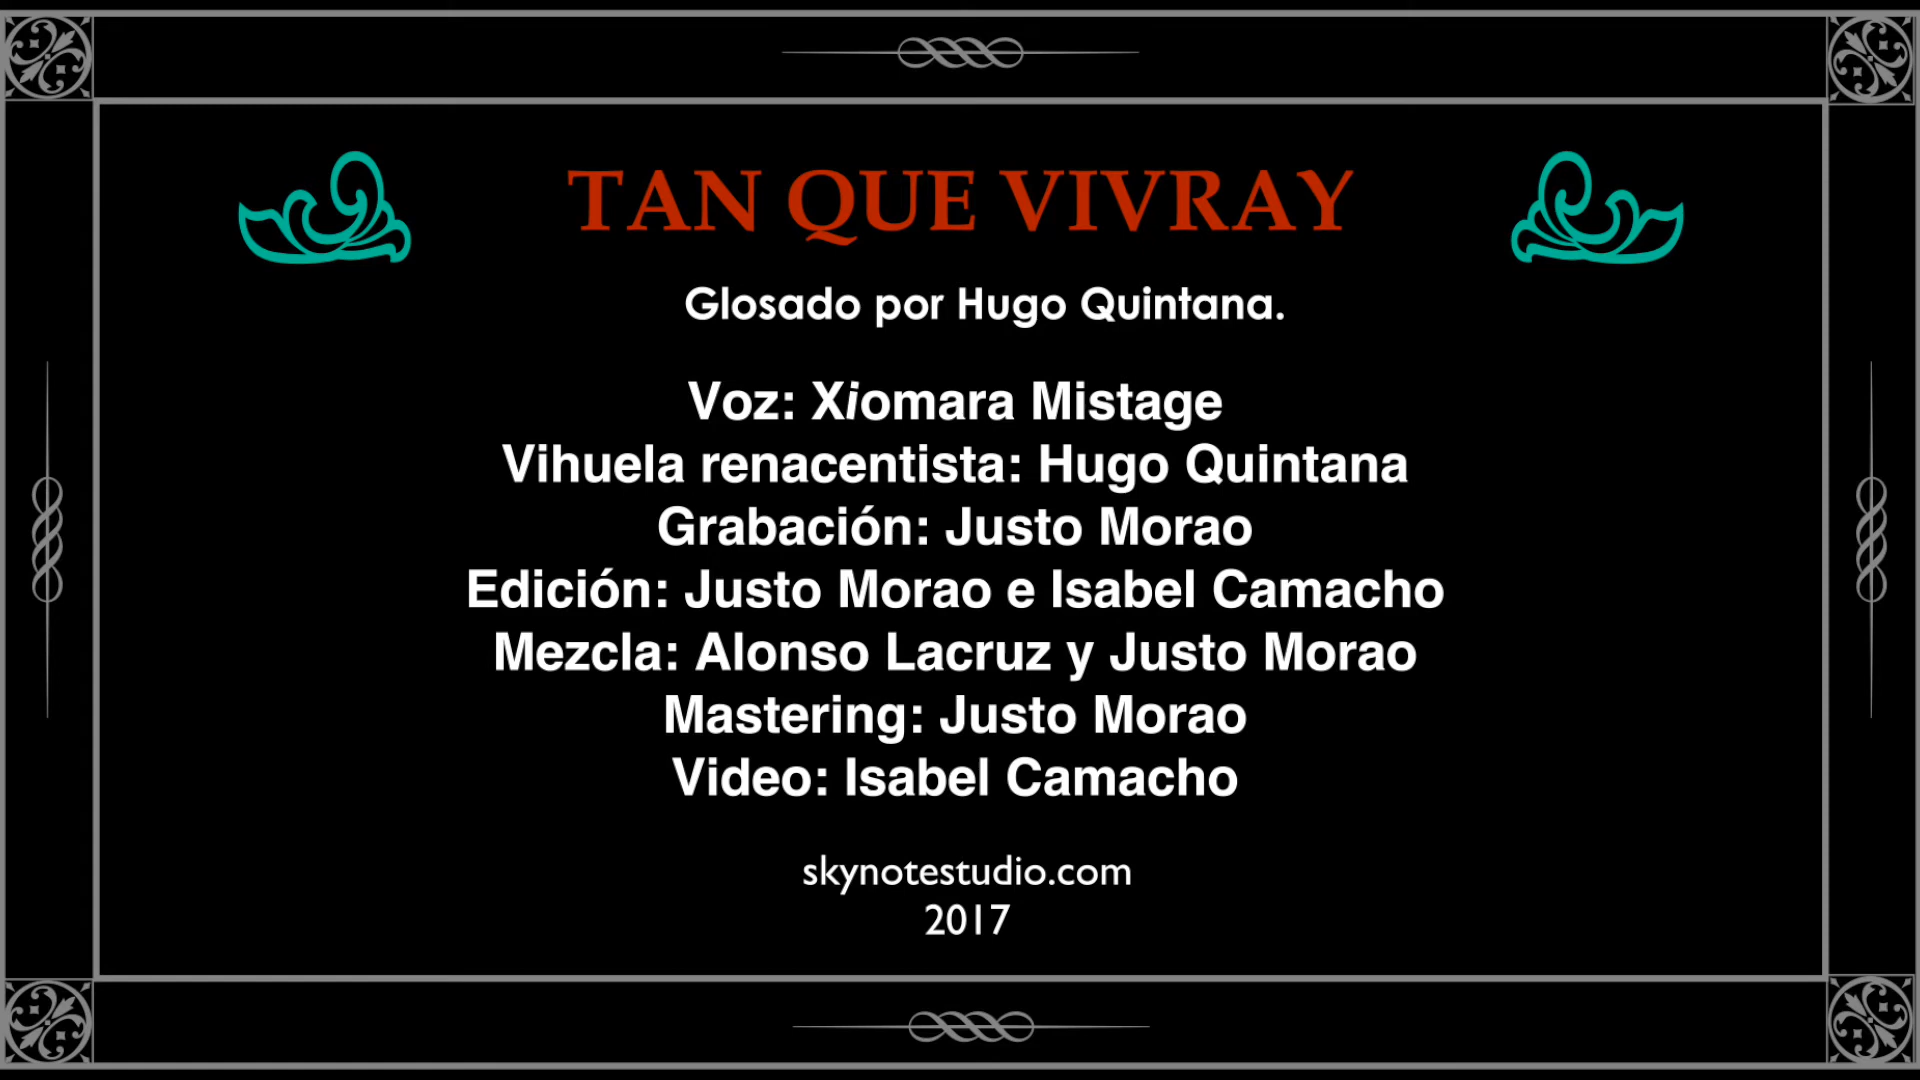 TAN QUE VIVRAY
Glosado por Hugo Quintana.
Voz: Xiomara Mistage
Vihuela renacentista: Hugo Quintana
Grabación: Justo Morao
Edición: Justo Morao e Isabel Camacho
Mezcla: Alonso Lacruz y Justo Morao
Mastering: Justo Morao
Video: Isabel Camacho
skynotestudio.com
2017